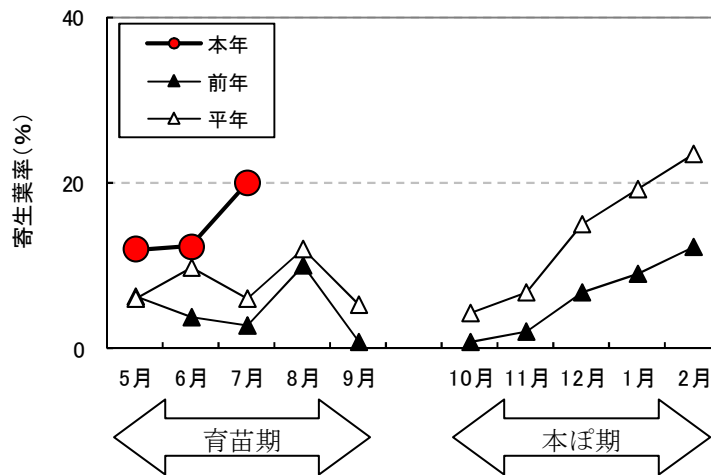 40
20
0
寄生葉率(%)
本年
前年
平年
5月 6月 7月 8月 9月 10月 11月 12月 1月 2月
育苗期 本ぽ期